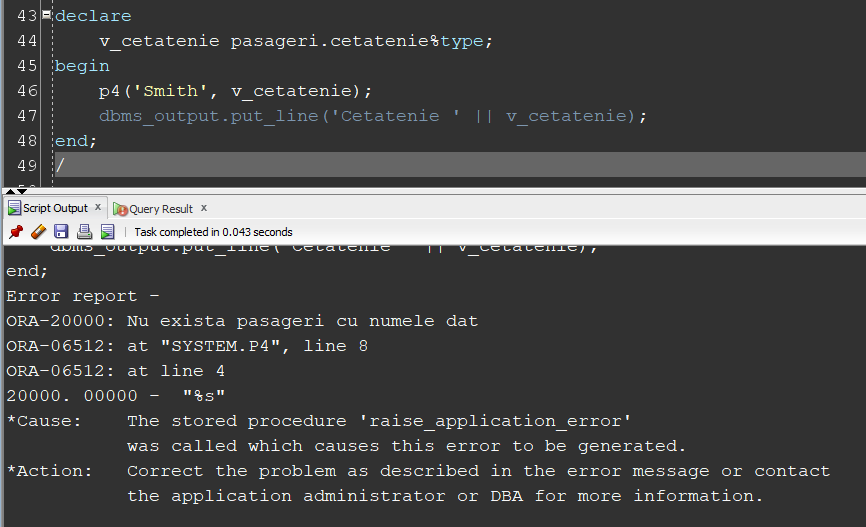 43 declare
44 v_cetatenie pasageri.cetatenie%type;
45 begin
46 p4('Smith', v_cetatenie);
47 dbms_output.put_line('Cetatenie ' || v_cetatenie);
48 end;
49 /
Script Output x Query Result x
Task completed in 0.043 seconds
dbms_output.put_line('Cetatenie ' || v_cetatenie);
end;
Error report -
ORA-20000: Nu exista pasageri cu numele dat
ORA-06512: at "SYSTEM.P4", line 8
ORA-06512: at line 4
20000. 00000 -  "%s"
*Cause:    The stored procedure 'raise_application_error'
was called which causes this error to be generated.
*Action:   Correct the problem as described in the error message or contact
the application administrator or DBA for more information.